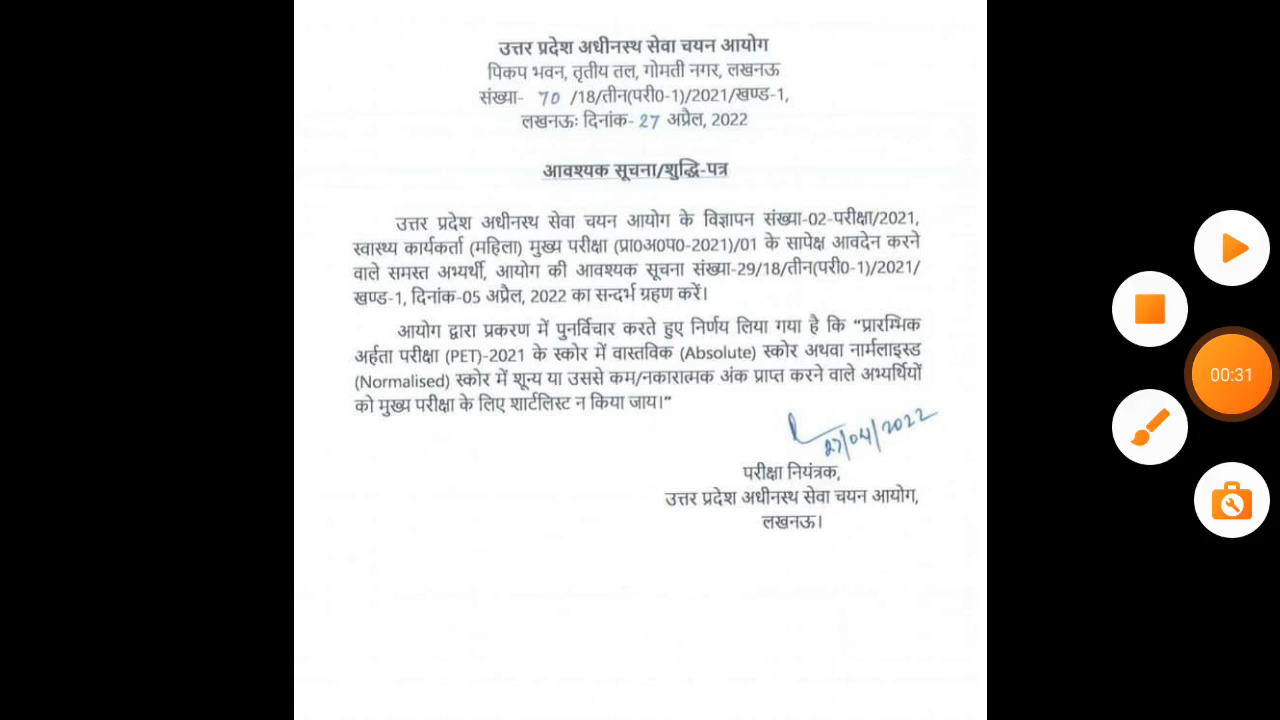 उत्तर प्रदेश अधीनस्थ सेवा चयन आयोग
पिकप भवन, तृतीय तल, गोमती नगर, लखनऊ
संख्या- 70 /18/तीन(परी0-1)/2021/खण्ड-1,
लखनऊः दिनांक- 27 अप्रैल, 2022
आवश्यक सूचना/शुद्धि-पत्र
उत्तर प्रदेश अधीनस्थ सेवा चयन आयोग के विज्ञापन संख्या-02-परीक्षा/2021,
स्वास्थ्य कार्यकर्ता (महिला) मुख्य परीक्षा (प्रा0अ0प0-2021)/01 के सापेक्ष आवदेन करने
वाले समस्त अभ्यर्थी, आयोग की आवश्यक सूचना संख्या-29/18/तीन(परी0-1)/2021/
खण्ड-1, दिनांक-05 अप्रैल, 2022 का सन्दर्भ ग्रहण करें।
आयोग द्वारा प्रकरण में पुनर्विचार करते हुए निर्णय लिया गया है कि “प्रारम्भिक
अर्हता परीक्षा (PET)-2021 के स्कोर में वास्तविक (Absolute) स्कोर अथवा नार्मलाइस्ड
(Normalised) स्कोर में शून्य या उससे कम/नकारात्मक अंक प्राप्त करने वाले अभ्यर्थियों
को मुख्य परीक्षा के लिए शार्टलिस्ट न किया जाय।”
27/04/2022
परीक्षा नियंत्रक,
उत्तर प्रदेश अधीनस्थ सेवा चयन आयोग,
लखनऊ।
00:31